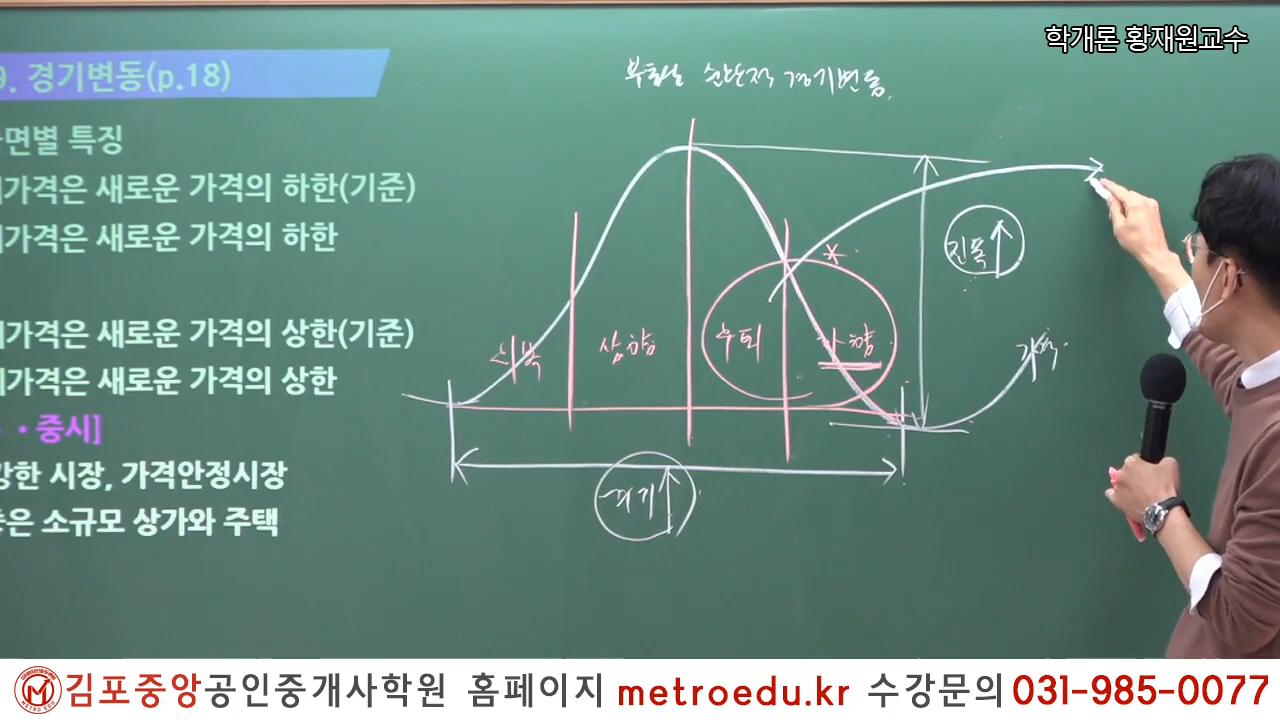 학개론 황재원교수
9. 경기변동(p.18)
면별 특징
가격은 새로운 가격의 하한(기준)
가격은 새로운 가격의 하한
가격은 새로운 가격의 상한(기준)
가격은 새로운 가격의 상한
· 중시]
강한 시장, 가격안정시장
은 소규모 상가와 주택
순환적 경기변동
진폭
회복 상향 후퇴 하향
주기
김포중앙공인중개사학원 홈페이지 metroedu.kr 수강문의 031-985-0077
METRO EDU